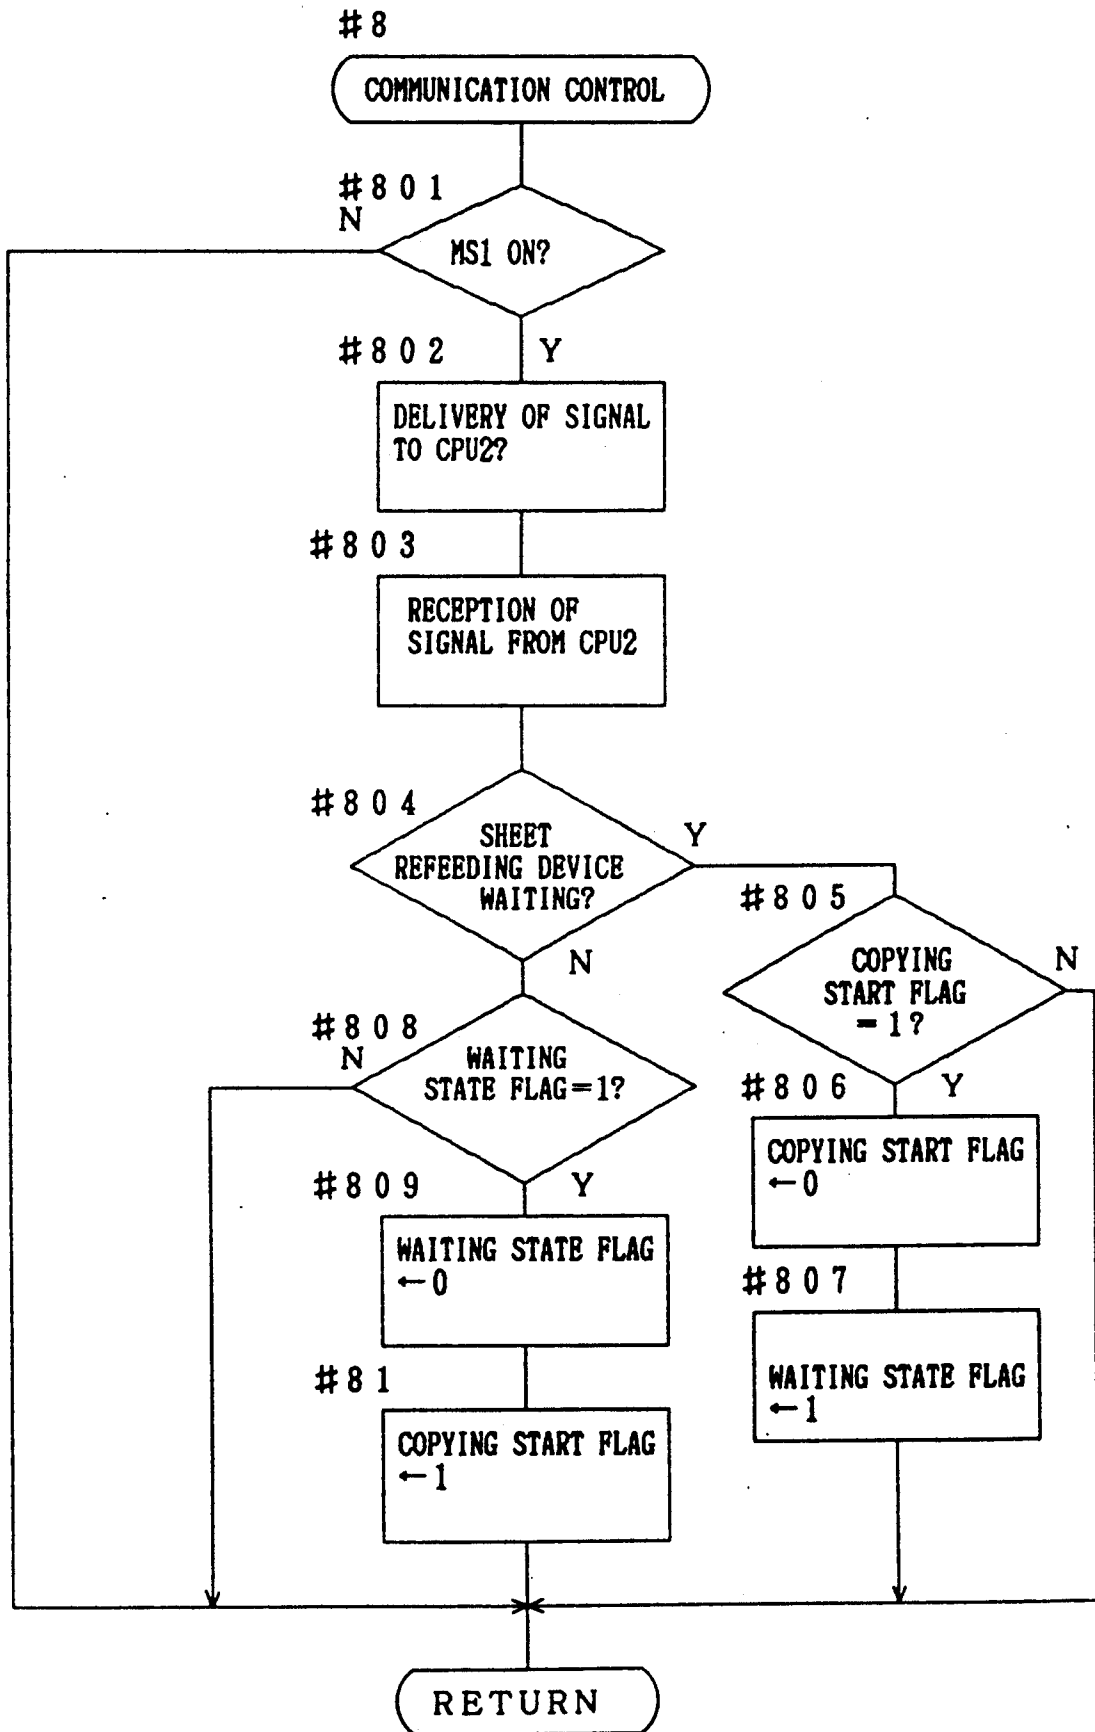 #8
COMMUNICATION CONTROL
#801
N
MS1 ON?
#802
Y
DELIVERY OF SIGNAL
TO CPU2?
#803
RECEPTION OF
SIGNAL FROM CPU2
#804
SHEET
REFEEDING DEVICE
WAITING?
Y
N
#805
COPYING
START FLAG
=1?
N
#806
Y
COPYING START FLAG
←0
#807
WAITING STATE FLAG
←1
#808
N
WAITING
STATE FLAG=1?
#809
Y
WAITING STATE FLAG
←0
#81
COPYING START FLAG
←1
RETURN